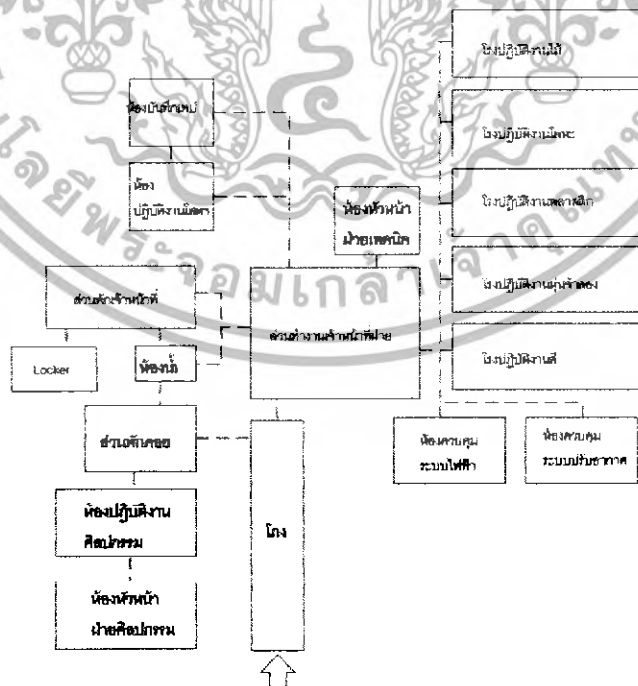 โรงปฏิบัติงานไม้
ห้องบันทึกเทป
โรงปฏิบัติงานโลหะ
ห้อง
ปฏิบัติงาน
ห้องหัวหน้า
ฝ่ายเทคนิค
โรงปฏิบัติงานพลาสติก
โรงปฏิบัติงานหุ่นจำลอง
ส่วนพักเจ้าหน้าที่
ส่วนทำงานเจ้าหน้าที่ฝ่าย
โรงปฏิบัติงานสี
Locker
ห้องน้ำ
ส่วนพักคอย
ห้องควบคุม
ระบบไฟฟ้า
ห้องควบคุม
ระบบปรับอากาศ
ห้องปฏิบัติงาน
ศิลปกรรม
โถง
ห้องหัวหน้า
ฝ่ายศิลปกรรม